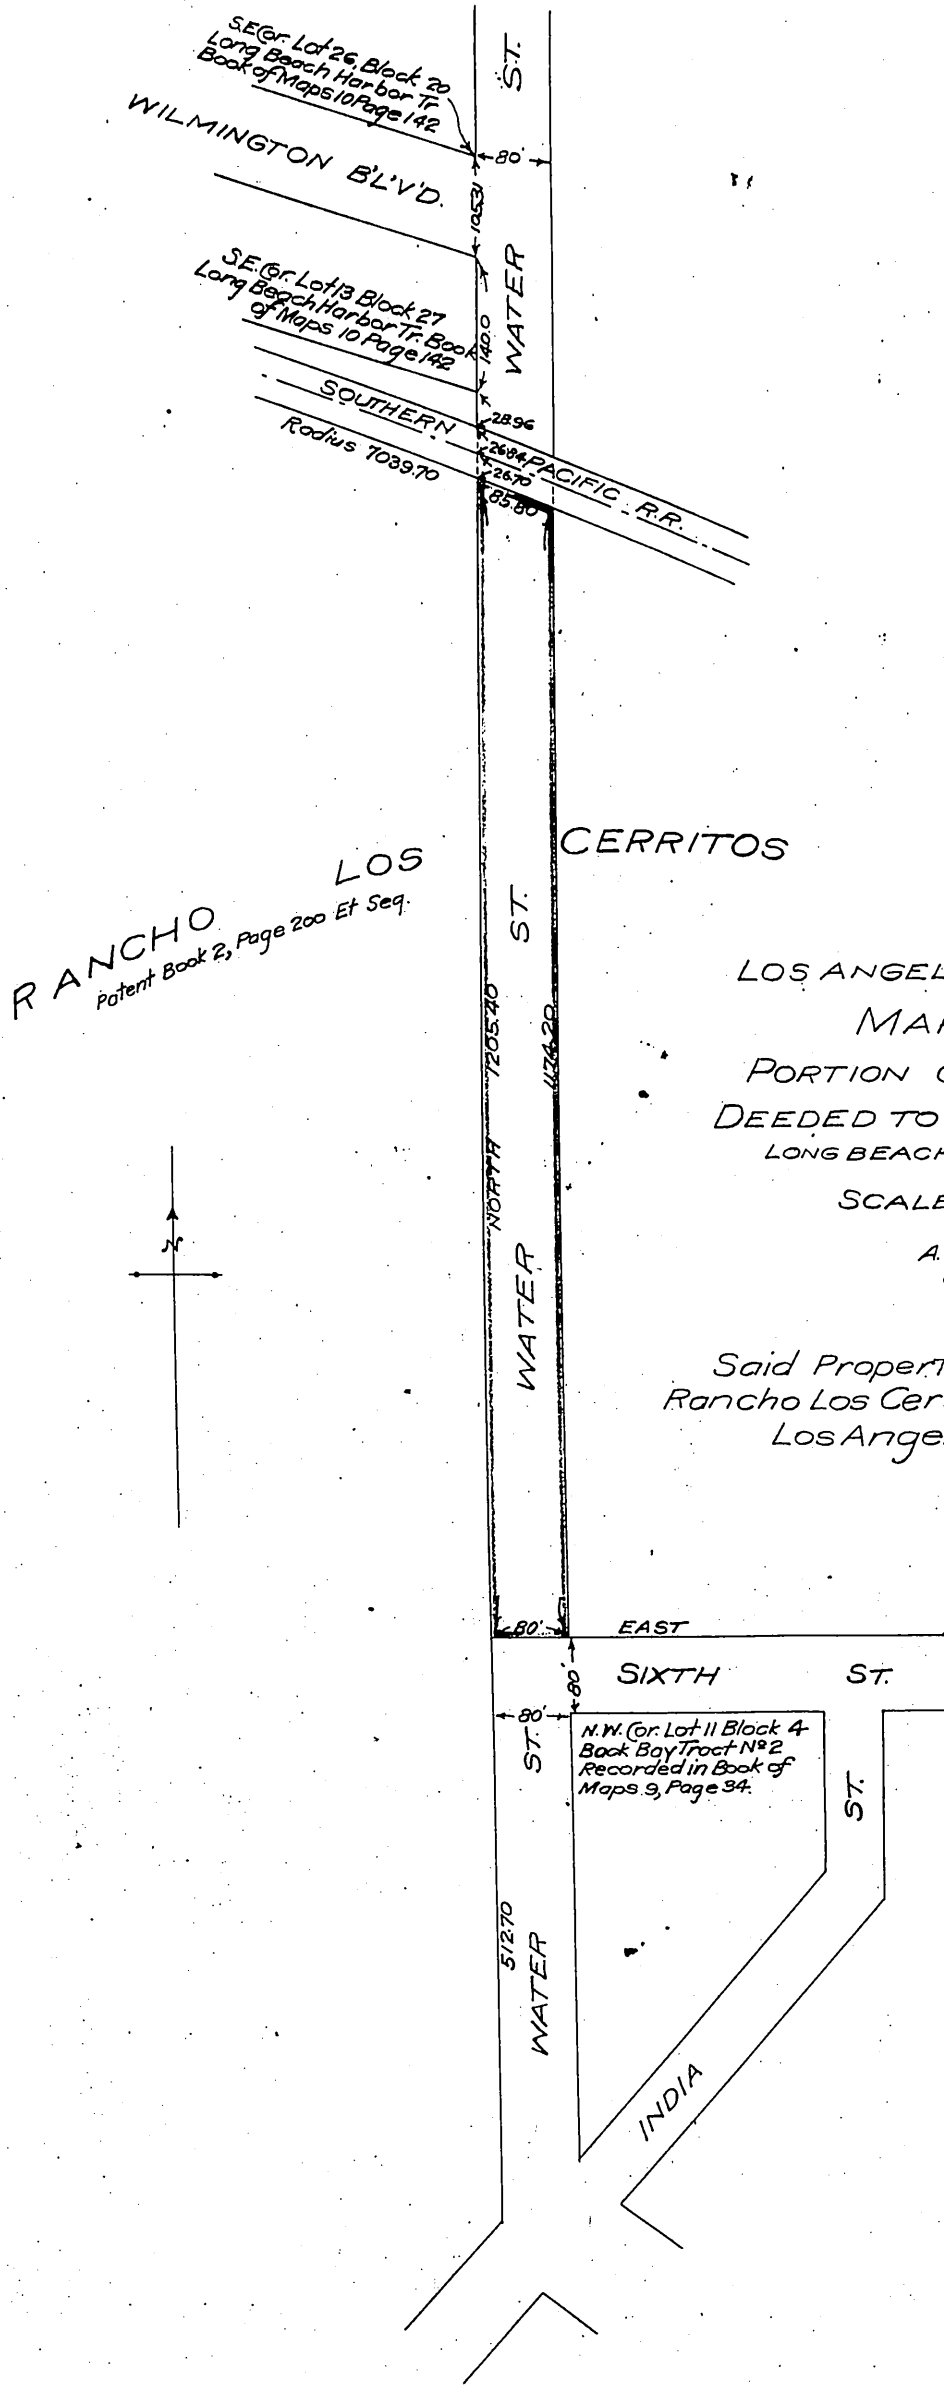 S.E. Cor. Lot 26, Block 20
Long Beach Harbor Tr
Book of Maps 10 Page 142
WILMINGTON B'L'V'D.
ST.
80'
105.31
WATER
S.E. Cor. Lot 13 Block 27
Long Beach Harbor Tr. Book
of Maps 10 Page 142
140.0
SOUTHERN PACIFIC R.R.
28.96
26.84
26.70
85.80
Radius 7039.70
RANCHO LOS CERRITOS
Patent Book 2, Page 200 Et Seq.
ST.
NORTH 1205.40
1174.20
WATER
LOS ANGEL
MAP
PORTION
DEEDED TO
LONG BEACH
SCALE
A.
N
Said Propert
Rancho Los Cer
Los Ange
80'
EAST
SIXTH ST.
80'
80'
ST.
N.W. Cor. Lot 11 Block 4
Back Bay Tract Nº 2
Recorded in Book of
Maps 9, Page 34.
ST.
512.70
WATER
INDIA